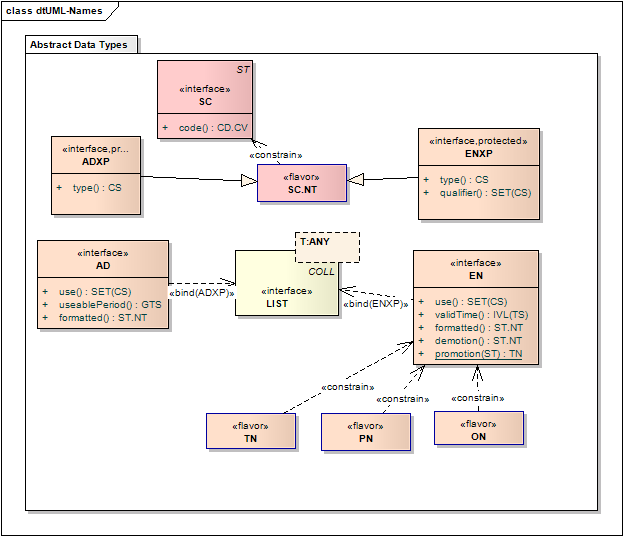 class dtUML-Names
Abstract Data Types
ST
«interface»
SC
+ code() : CD.CV
«interface,pr...
ADXP
+ type() : CS
«constrain»
«flavor»
SC.NT
«interface,protected»
ENXP
+ type() : CS
+ qualifier() : SET(CS)
«interface»
AD
+ use() : SET(CS)
+ useablePeriod() : GTS
+ formatted() : ST.NT
«bind(ADXP)»
T:ANY
COLL
«interface»
LIST
«bind(ENXP)»
«interface»
EN
+ use() : SET(CS)
+ validTime() : IVL(TS)
+ formatted() : ST.NT
+ demotion() : ST.NT
+ promotion(ST) : TN
«constrain»
«constrain»
«constrain»
«flavor»
TN
«flavor»
PN
«flavor»
ON